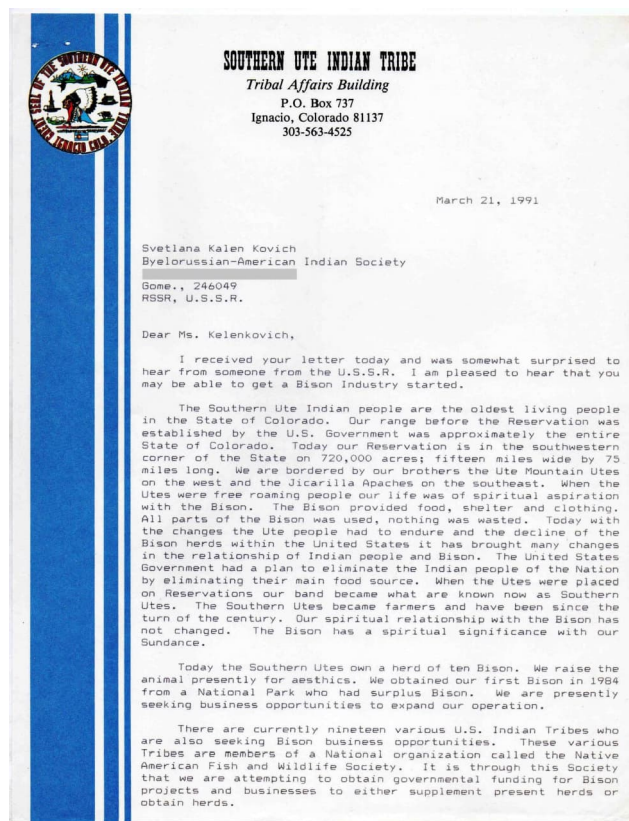 SEAL OF THE SOUTHERN UTE INDIAN TRIBE
IGNACIO COLO.
SOUTHERN UTE INDIAN TRIBE
Tribal Affairs Building
P.O. Box 737
Ignacio, Colorado 81137
303-563-4525
March 21, 1991
Svetlana Kalen Kovich
Byelorussian-American Indian Society
Gome., 246049
RSSR, U.S.S.R.
Dear Ms. Kelenkovich,
I received your letter today and was somewhat surprised to
hear from someone from the U.S.S.R. I am pleased to hear that you
may be able to get a Bison Industry started.
The Southern Ute Indian people are the oldest living people
in the State of Colorado. Our range before the Reservation was
established by the U.S. Government was approximately the entire
State of Colorado. Today our Reservation is in the southwestern
corner of the State on 720,000 acres; fifteen miles wide by 75
miles long. We are bordered by our brothers the Ute Mountain Utes
on the west and the Jicarilla Apaches on the southeast. When the
Utes were free roaming people our life was of spiritual aspiration
with the Bison. The Bison provided food, shelter and clothing.
All parts of the Bison was used, nothing was wasted. Today with
the changes the Ute people had to endure and the decline of the
Bison herds within the United States it has brought many changes
in the relationship of Indian people and Bison. The United States
Government had a plan to eliminate the Indian people of the Nation
by eliminating their main food source. When the Utes were placed
on Reservations our band became what are known now as Southern
Utes. The Southern Utes became farmers and have been since the
turn of the century. Our spiritual relationship with the Bison has
not changed. The Bison has a spiritual significance with our
Sundance.
Today the Southern Utes own a herd of ten Bison. We raise the
animal presently for aesthics. We obtained our first Bison in 1984
from a National Park who had surplus Bison. We are presently
seeking business opportunities to expand our operation.
There are currently nineteen various U.S. Indian Tribes who
are also seeking Bison business opportunities. These various
Tribes are members of a National organization called the Native
American Fish and Wildlife Society. It is through this Society
that we are attempting to obtain governmental funding for Bison
projects and businesses to either supplement present herds or
obtain herds.